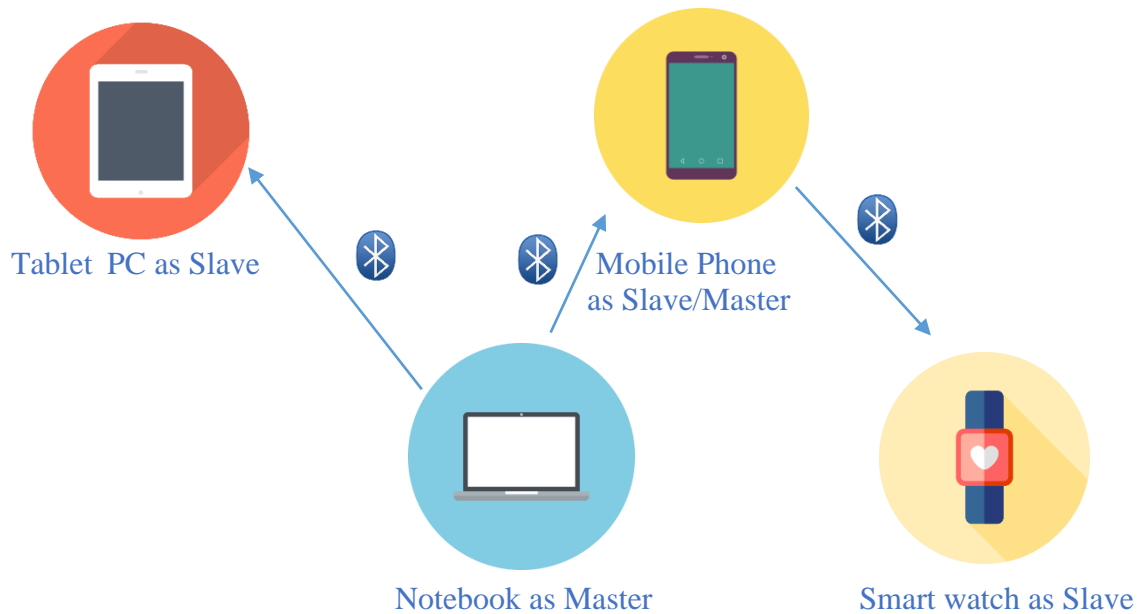 Tablet PC as Slave
Mobile Phone
as Slave/Master
Notebook as Master
Smart watch as Slave